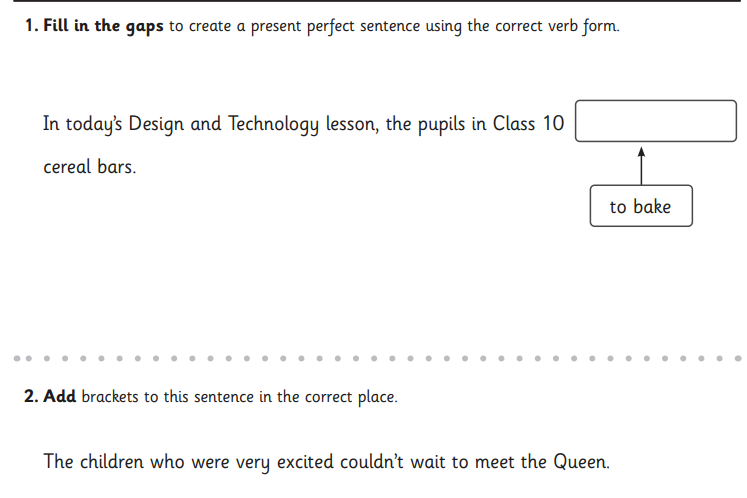 1. Fill in the gaps to create a present perfect sentence using the correct verb form.
In today's Design and Technology lesson, the pupils in Class 10
cereal bars.
to bake
2. Add brackets to this sentence in the correct place.
The children who were very excited couldn't wait to meet the Queen.